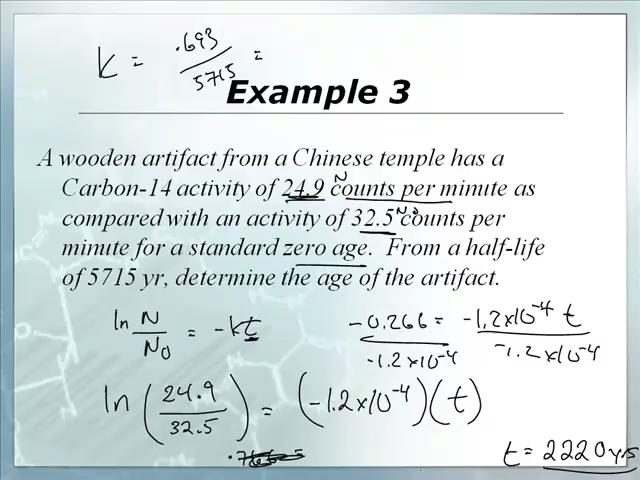 K = .693/5715 =
Example 3
A wooden artifact from a Chinese temple has a
Carbon-14 activity of 24.9 counts per minute as
N
compared with an activity of 32.5 counts per
N0
minute for a standard zero age. From a half-life
of 5715 yr, determine the age of the artifact.
ln N/N0 = -kt
-0.266/-1.2x10^-4 = -1.2x10^-4 t/-1.2x10^-4
ln (24.9/32.5) = (-1.2x10^-4)(t)
t = 2220 yrs